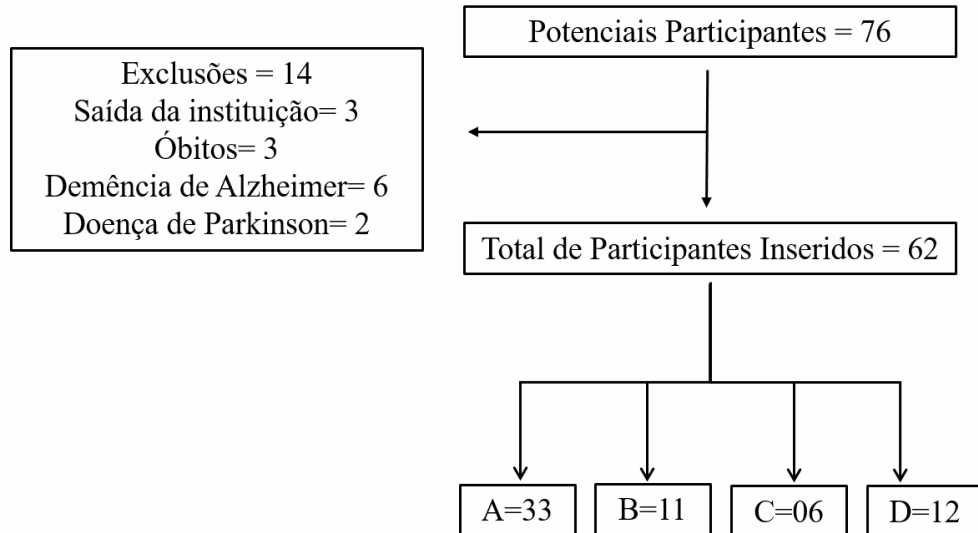 Potenciais Participantes = 76
Exclusões = 14
Saída da instituição= 3
Óbitos= 3
Demência de Alzheimer= 6
Doença de Parkinson= 2
Total de Participantes Inseridos = 62
A=33
B=11
C=06
D=12